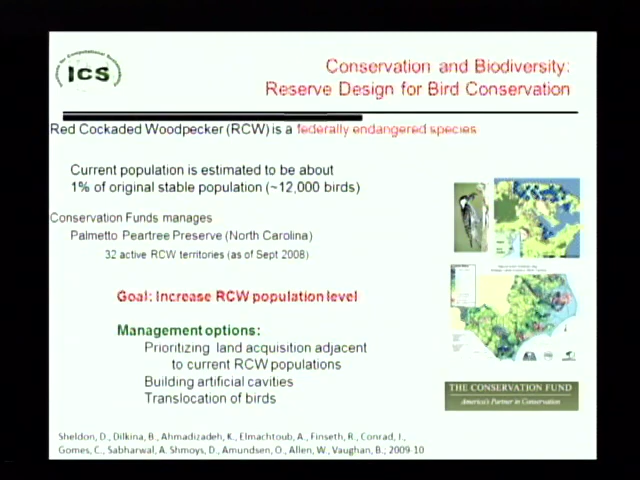 ICS
Conservation and Biodiversity:
Reserve Design for Bird Conservation
Red Cockaded Woodpecker (RCW) is a federally endangered species
Current population is estimated to be about
1% of original stable population (~12,000 birds)
Conservation Funds manages
Palmetto Peartree Preserve (North Carolina)
32 active RCW territories (as of Sept 2008)
Goal: Increase RCW population level
Management options:
Prioritizing land acquisition adjacent
to current RCW populations
Building artificial cavities
Translocation of birds
THE CONSERVATION FUND
America's Partner in Conservation
Sheldon, D., Dilkina, B., Ahmadizadeh, K., Elmachtoub, A., Finseth, R., Conrad, J.,
Gomes, C., Sabharwal, A. Shmoys, D., Amundsen, O., Allen, W., Vaughan, B.; 2009-10